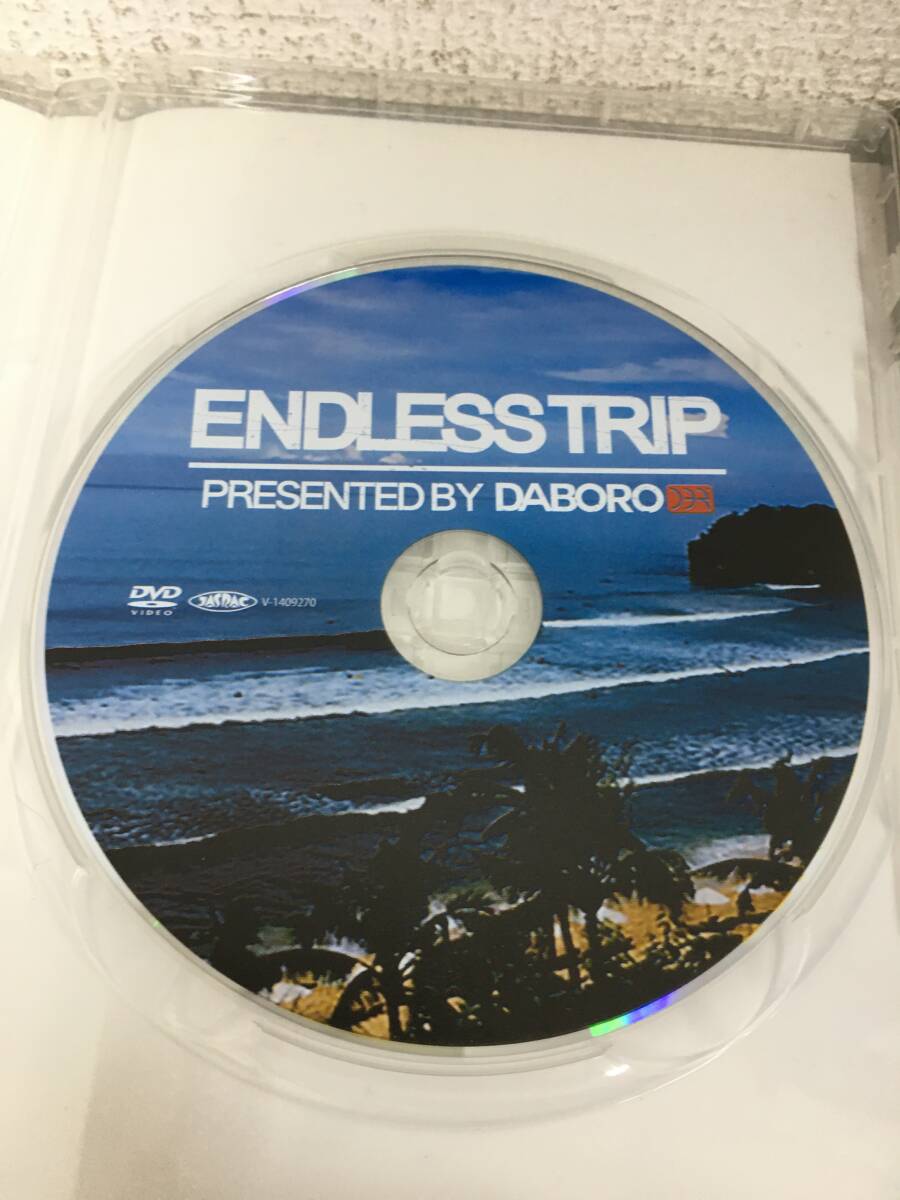 ENDLESS TRIP
PRESENTED BY DABORO
DVD JASRAC V-1409270
VIDEO